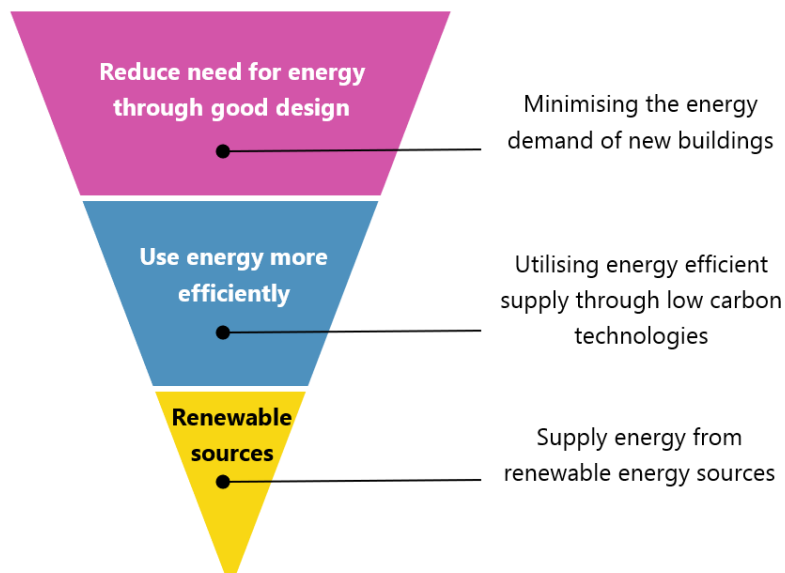 Reduce need for energy
through good design
Minimising the energy
demand of new buildings
Use energy more
efficiently
Utilising energy efficient
supply through low carbon
technologies
Renewable
sources
Supply energy from
renewable energy sources